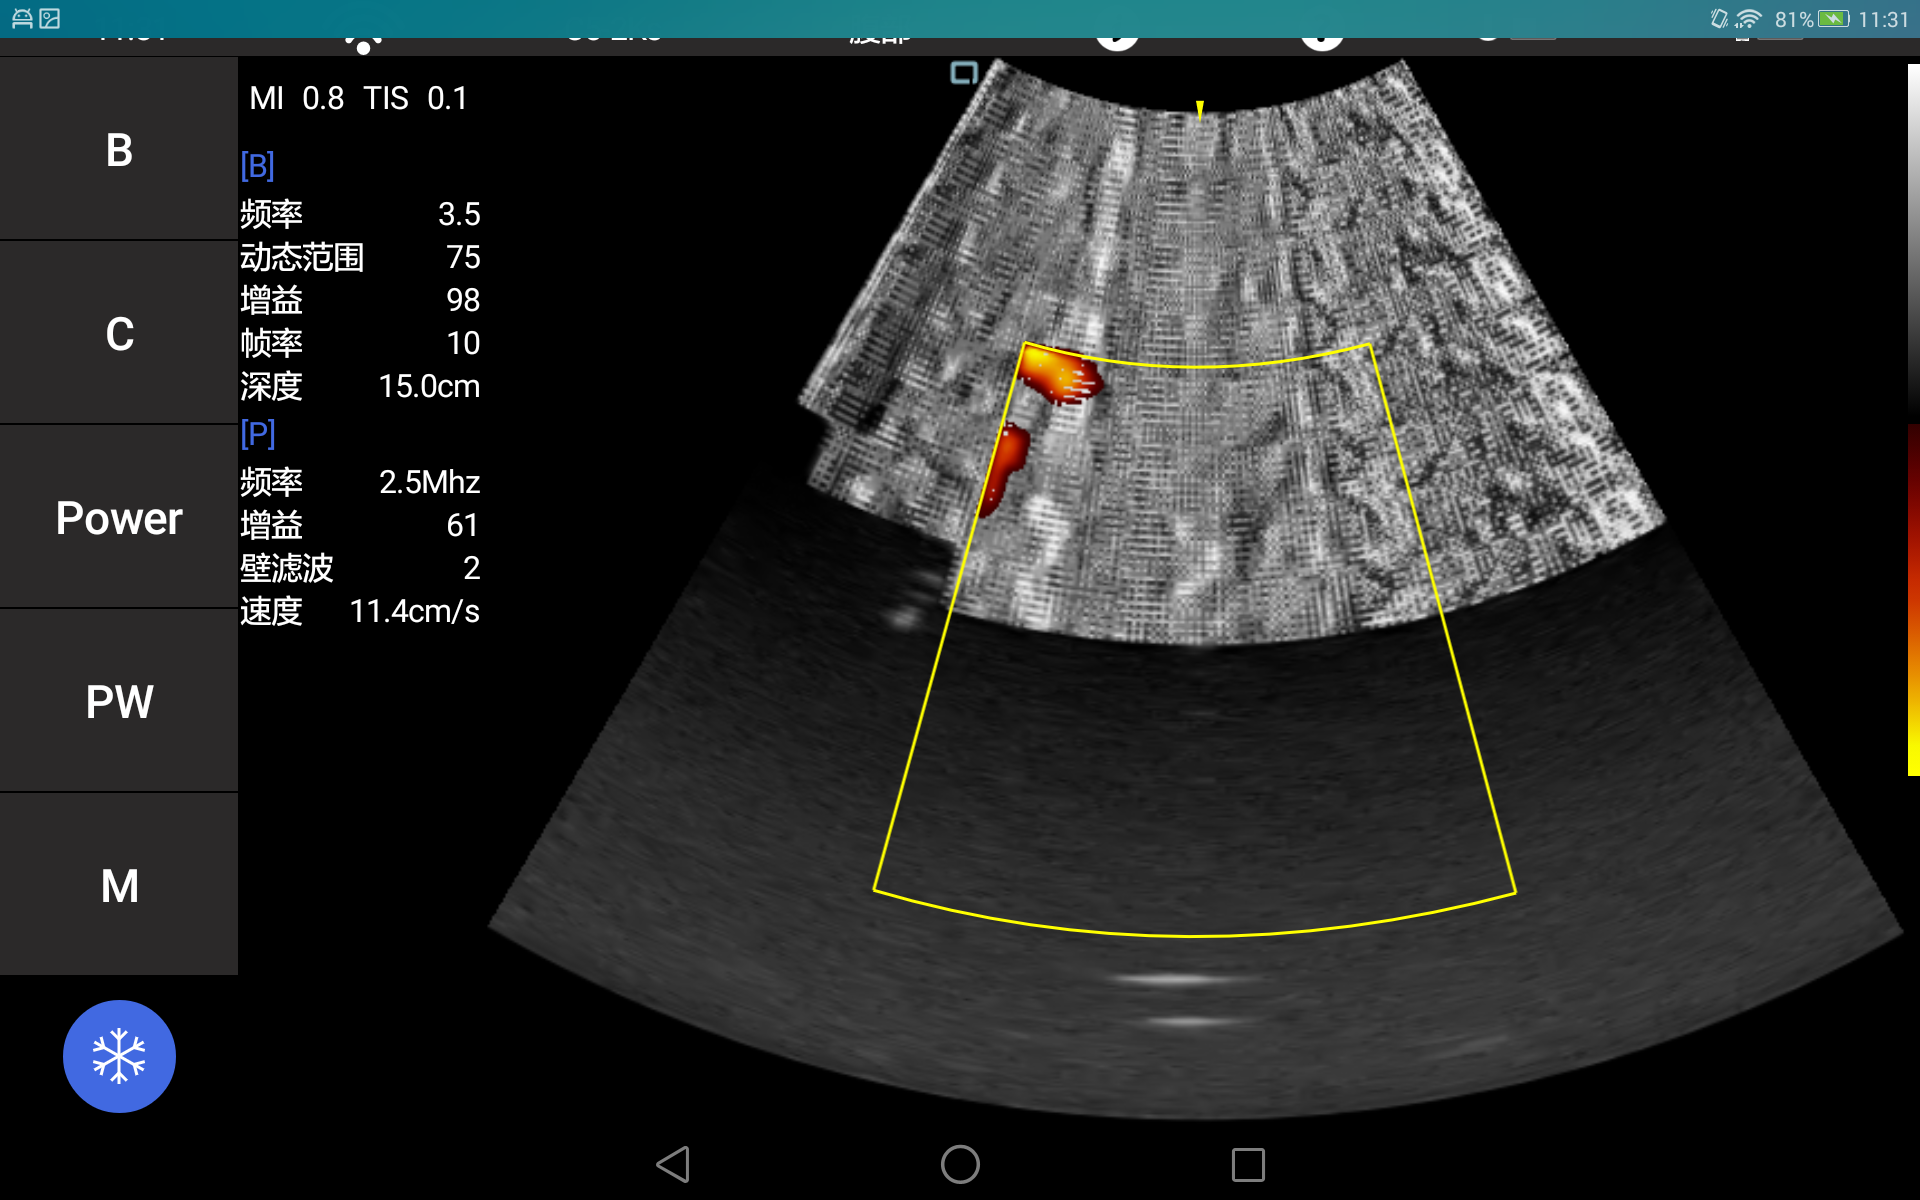 81% 11:31
腹部
B
C
Power
PW
M
MI 0.8 TIS 0.1
[B]
频率 3.5
动态范围 75
增益 98
帧率 10
深度 15.0cm
[P]
频率 2.5Mhz
增益 61
壁滤波 2
速度 11.4cm/s